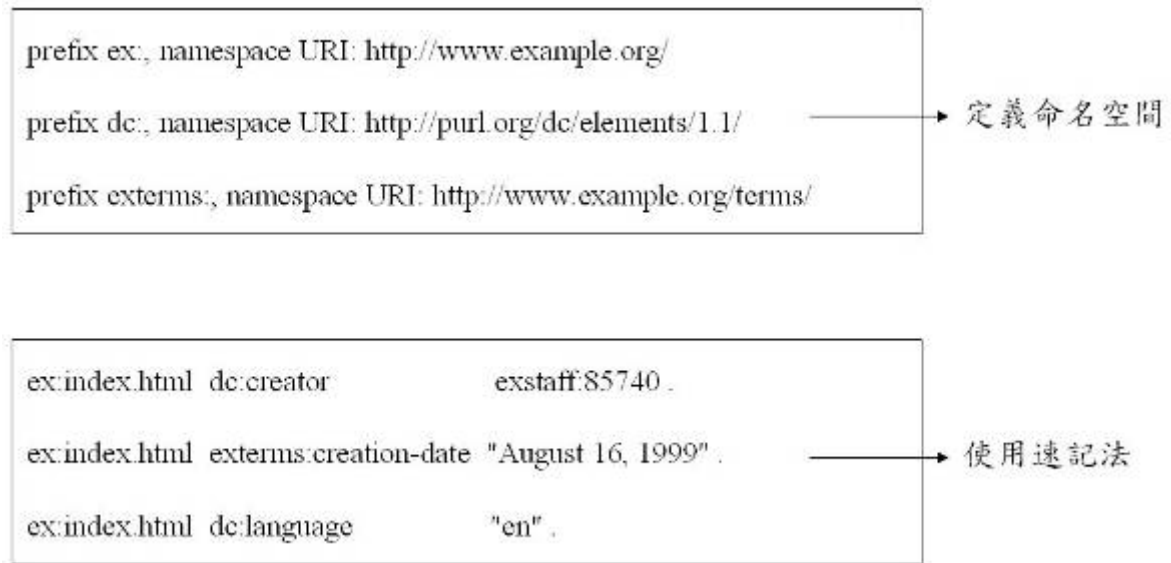 prefix ex:, namespace URI: http://www.example.org/
prefix dc:, namespace URI: http://purl.org/dc/elements/1.1/
prefix exterms:, namespace URI: http://www.example.org/terms/
定義命名空間
ex:index.html dc:creator exstaff:85740 .
ex:index.html exterms:creation-date "August 16, 1999" .
ex:index.html dc:language "en" .
使用速記法